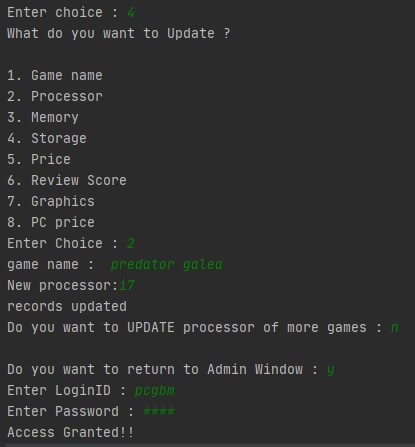 Enter choice : 4
What do you want to Update ?
1. Game name
2. Processor
3. Memory
4. Storage
5. Price
6. Review Score
7. Graphics
8. PC price
Enter Choice : 2
game name :  predator galea
New processor:i7
records updated
Do you want to UPDATE processor of more games : n
Do you want to return to Admin Window : y
Enter LoginID : pcgbm
Enter Password : ****
Access Granted!!